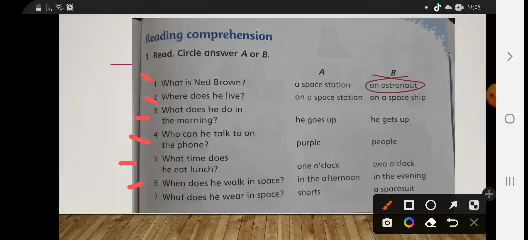 11:05
Reading comprehension
1 Read. Circle answer A or B.
A B
1 What is Ned Brown? a space station an astronaut
2 Where does he live? on a space station on a space ship
3 What does he do in
the morning? he goes up he gets up
4 Who can he talk to on
the phone? purple people
5 What time does
he eat lunch? one o'clock two o'clock
6 When does he walk in space? in the afternoon in the evening
7 What does he wear in space? shorts a spacesuit